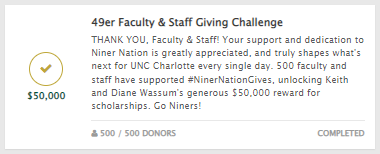 49er Faculty & Staff Giving Challenge
THANK YOU, Faculty & Staff! Your support and dedication to
Niner Nation is greatly appreciated, and truly shapes what's
next for UNC Charlotte every single day. 500 faculty and
staff have supported #NinerNationGives, unlocking Keith
and Diane Wassum's generous $50,000 reward for
scholarships. Go Niners!
$50,000
500 / 500 DONORS COMPLETED